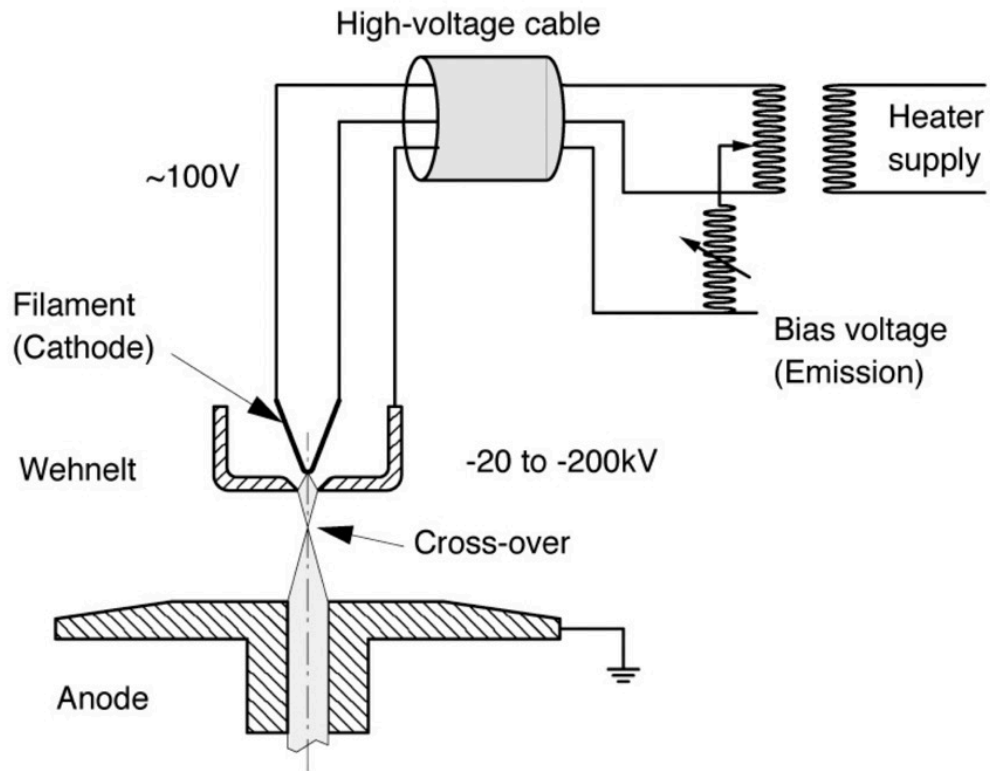 High-voltage cable
Heater
supply
~100V
Filament
(Cathode)
Bias voltage
(Emission)
Wehnelt
-20 to -200kV
Cross-over
Anode